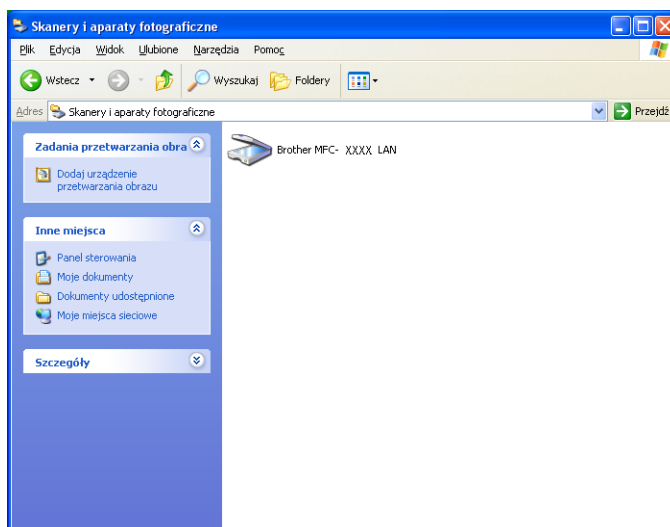 Skanery i aparaty fotograficzne
Plik Edycja Widok Ulubione Narzędzia Pomoc
Wstecz Wyszukaj Foldery
Adres Skanery i aparaty fotograficzne Przejdź
Zadania przetwarzania obra
Dodaj urządzenie
przetwarzania obrazu
Inne miejsca
Panel sterowania
Moje dokumenty
Dokumenty udostępnione
Moje miejsca sieciowe
Szczegóły
Brother MFC- XXXX LAN